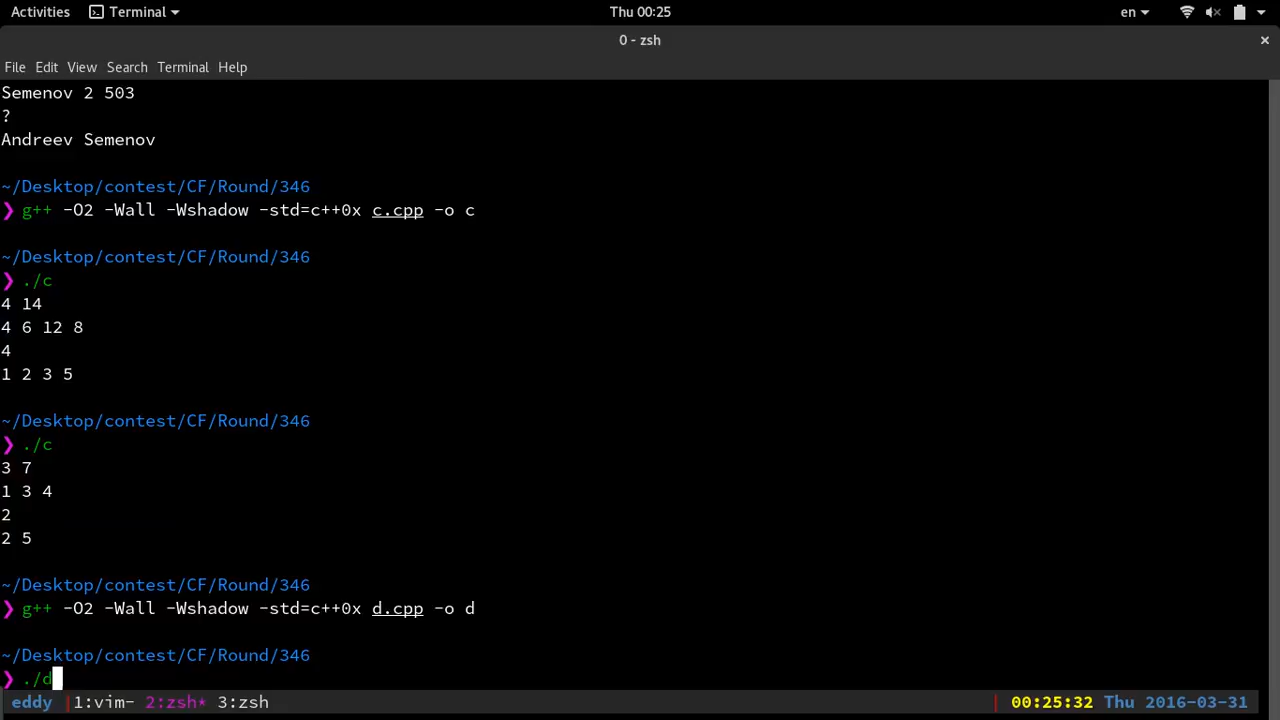 Activities Terminal Thu 00:25 en
0 - zsh
File Edit View Search Terminal Help
Semenov 2 503
?
Andreev Semenov
~/Desktop/contest/CF/Round/346
❯ g++ -O2 -Wall -Wshadow -std=c++0x c.cpp -o c
~/Desktop/contest/CF/Round/346
❯ ./c
4 14
4 6 12 8
4
1 2 3 5
~/Desktop/contest/CF/Round/346
❯ ./c
3 7
1 3 4
2
2 5
~/Desktop/contest/CF/Round/346
❯ g++ -O2 -Wall -Wshadow -std=c++0x d.cpp -o d
~/Desktop/contest/CF/Round/346
❯ ./d
eddy 1:vim- 2:zsh* 3:zsh 00:25:32 Thu 2016-03-31